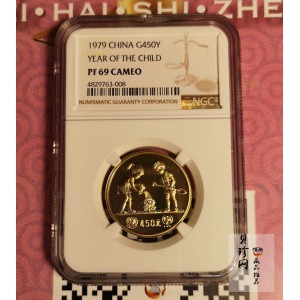 I·HAI·SHI·ZHE
1979 CHINA G450Y
YEAR OF THE CHILD
PF 69 CAMEO
4829763-008
NUMISMATIC GUARANTY CORPORATION
NGC
450元